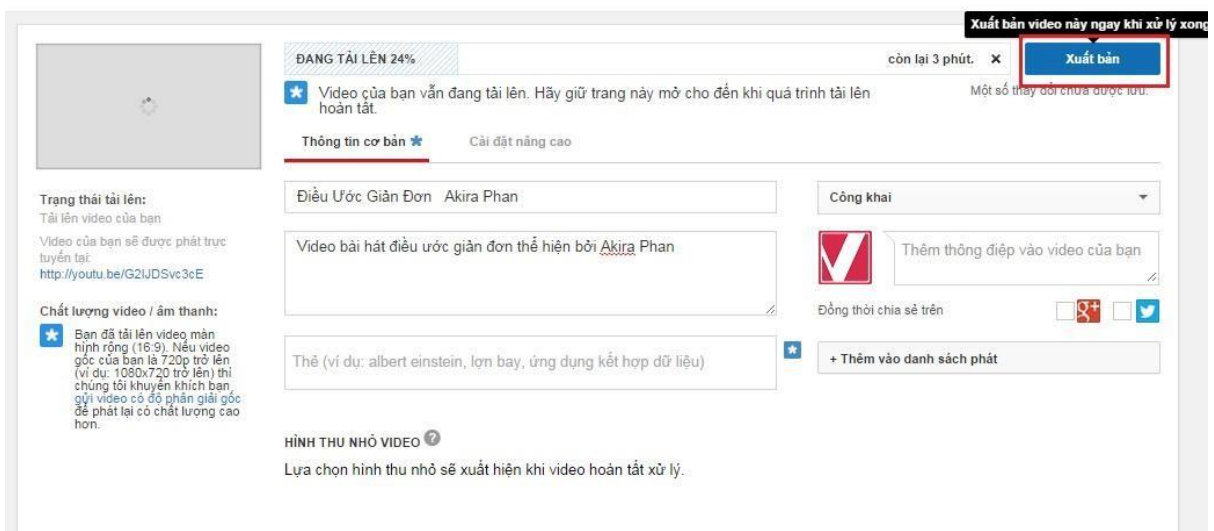 Xuất bản video này ngay khi xử lý xong
ĐANG TẢI LÊN 24%
còn lại 3 phút.
Xuất bản
Video của bạn vẫn đang tải lên. Hãy giữ trang này mở cho đến khi quá trình tải lên
hoàn tất.
Một số thay đổi chưa được lưu.
Thông tin cơ bản
Cài đặt nâng cao
Trạng thái tải lên:
Tải lên video của bạn
Video của bạn sẽ được phát trực
tuyến tại:
http://youtu.be/G2IJDSvc3cE
Chất lượng video / âm thanh:
Bạn đã tải lên video màn
hình rộng (16:9). Nếu video
gốc của bạn là 720p trở lên
(ví dụ: 1080x720 trở lên) thì
chúng tôi khuyến khích bạn
gửi video có độ phân giải gốc
để phát lại có chất lượng cao
hơn.
Điều Ước Giản Đơn Akira Phan
Video bài hát điều ước giản đơn thể hiện bởi Akira Phan
Thẻ (ví dụ: albert einstein, lợn bay, ứng dụng kết hợp dữ liệu)
HÌNH THU NHỎ VIDEO
Lựa chọn hình thu nhỏ sẽ xuất hiện khi video hoàn tất xử lý.
Công khai
Thêm thông điệp vào video của bạn
Đồng thời chia sẻ trên
g+
+ Thêm vào danh sách phát